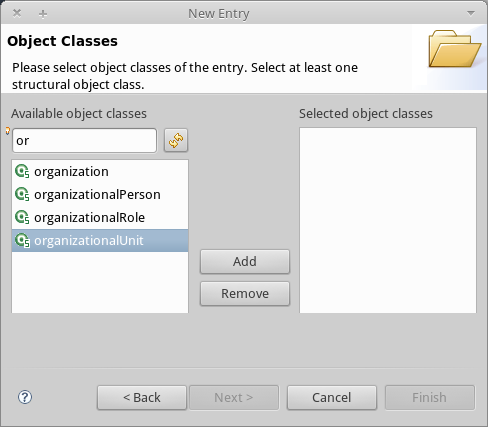 New Entry
Object Classes
Please select object classes of the entry. Select at least one
structural object class.
Available object classes
Selected object classes
or
organization
organizationalPerson
organizationalRole
organizationalUnit
Add
Remove
?
< Back
Next >
Cancel
Finish